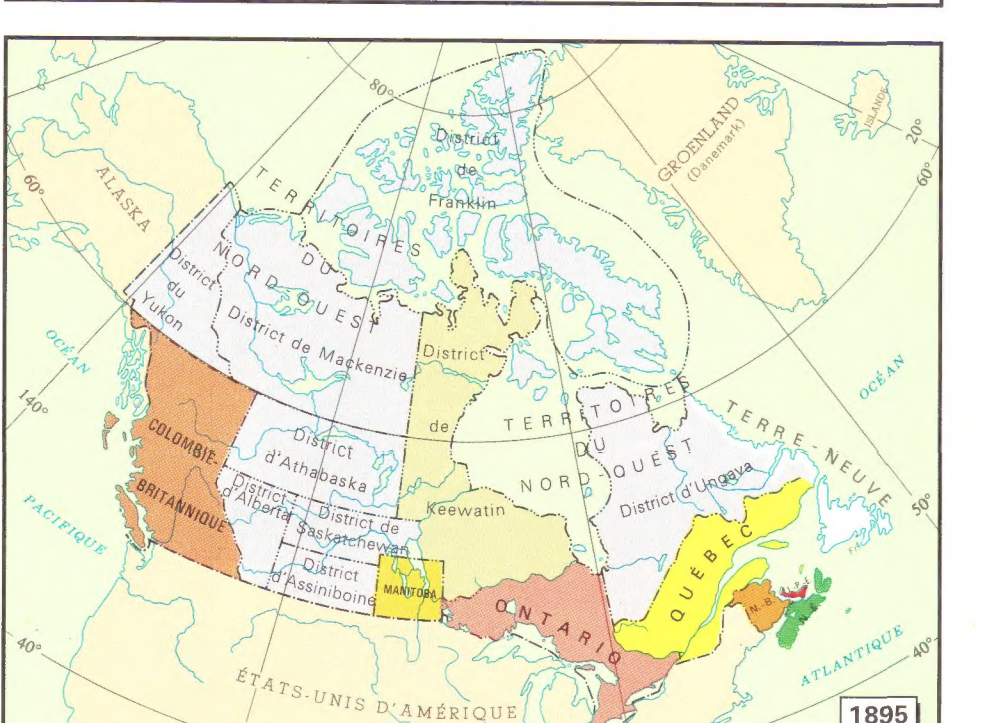 80°
District
de
Franklin
GROENLAND
(Danemark)
ISLANDE
20°
60°
60°
ALASKA
TERRITOIRES
DU
NORD OUEST
District
du
Yukon
District de Mackenzie
OCÉAN
PACIFIQUE
140°
District
de
Keewatin
TERRITOIRES
DU
NORD OUEST
District d'Ungava
TERRE-NEUVE
OCÉAN
ATLANTIQUE
50°
COLOMBIE-
BRITANNIQUE
District
d'Athabaska
District
d'Alberta
District de
Saskatchewan
District
d'Assiniboine
MANITOBA
ONTARIO
QUÉBEC
N.-B.
Î.-P.-É.
N.-É.
40°
40°
ÉTATS-UNIS D'AMÉRIQUE
1895